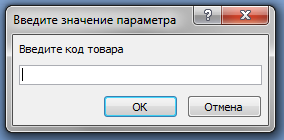 Введите значение параметра
Введите код товара
ОК
Отмена